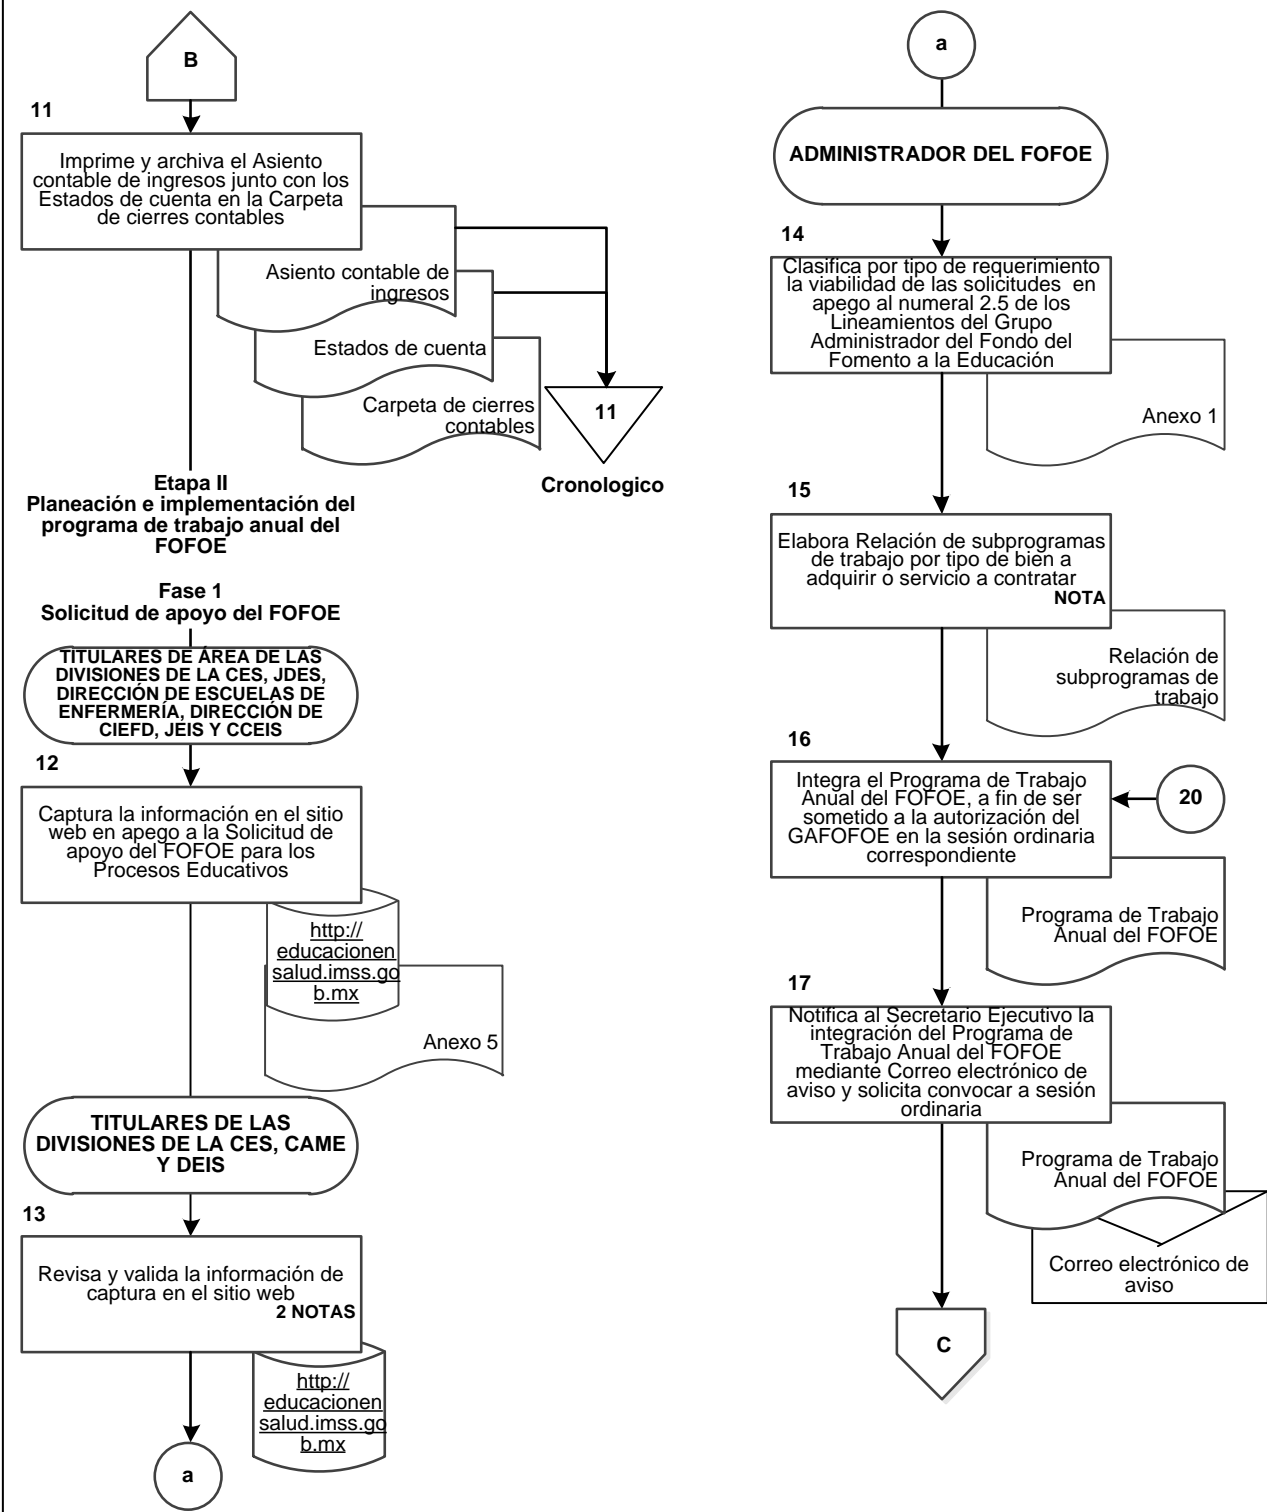 B
11
Imprime y archiva el Asiento
contable de ingresos junto con los
Estados de cuenta en la Carpeta
de cierres contables
Asiento contable de
ingresos
Estados de cuenta
Carpeta de cierres
contables
11
Cronologico
Etapa II
Planeación e implementación del
programa de trabajo anual del
FOFOE
Fase 1
Solicitud de apoyo del FOFOE
TITULARES DE ÁREA DE LAS
DIVISIONES DE LA CES, JDES,
DIRECCIÓN DE ESCUELAS DE
ENFERMERÍA, DIRECCIÓN DE
CIEFD, JEIS Y CCEIS
12
Captura la información en el sitio
web en apego a la Solicitud de
apoyo del FOFOE para los
Procesos Educativos
http://
educacionen
salud.imss.go
b.mx
Anexo 5
TITULARES DE LAS
DIVISIONES DE LA CES, CAME
Y DEIS
13
Revisa y valida la información de
captura en el sitio web
2 NOTAS
http://
educacionen
salud.imss.go
b.mx
a
a
ADMINISTRADOR DEL FOFOE
14
Clasifica por tipo de requerimiento
la viabilidad de las solicitudes en
apego al numeral 2.5 de los
Lineamientos del Grupo
Administrador del Fondo del
Fomento a la Educación
Anexo 1
15
Elabora Relación de subprogramas
de trabajo por tipo de bien a
adquirir o servicio a contratar
NOTA
Relación de
subprogramas de
trabajo
16
Integra el Programa de Trabajo
Anual del FOFOE, a fin de ser
sometido a la autorización del
GAFOFOE en la sesión ordinaria
correspondiente
20
Programa de Trabajo
Anual del FOFOE
17
Notifica al Secretario Ejecutivo la
integración del Programa de
Trabajo Anual del FOFOE
mediante Correo electrónico de
aviso y solicita convocar a sesión
ordinaria
Programa de Trabajo
Anual del FOFOE
Correo electrónico de
aviso
C